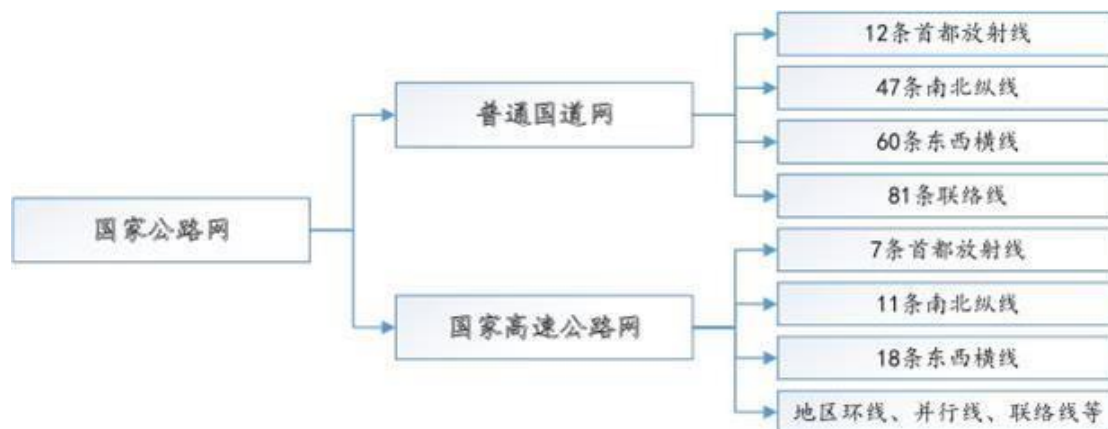 国家公路网
普通国道网
12条首都放射线
47条南北纵线
60条东西横线
81条联络线
国家高速公路网
7条首都放射线
11条南北纵线
18条东西横线
地区环线、并行线、联络线等